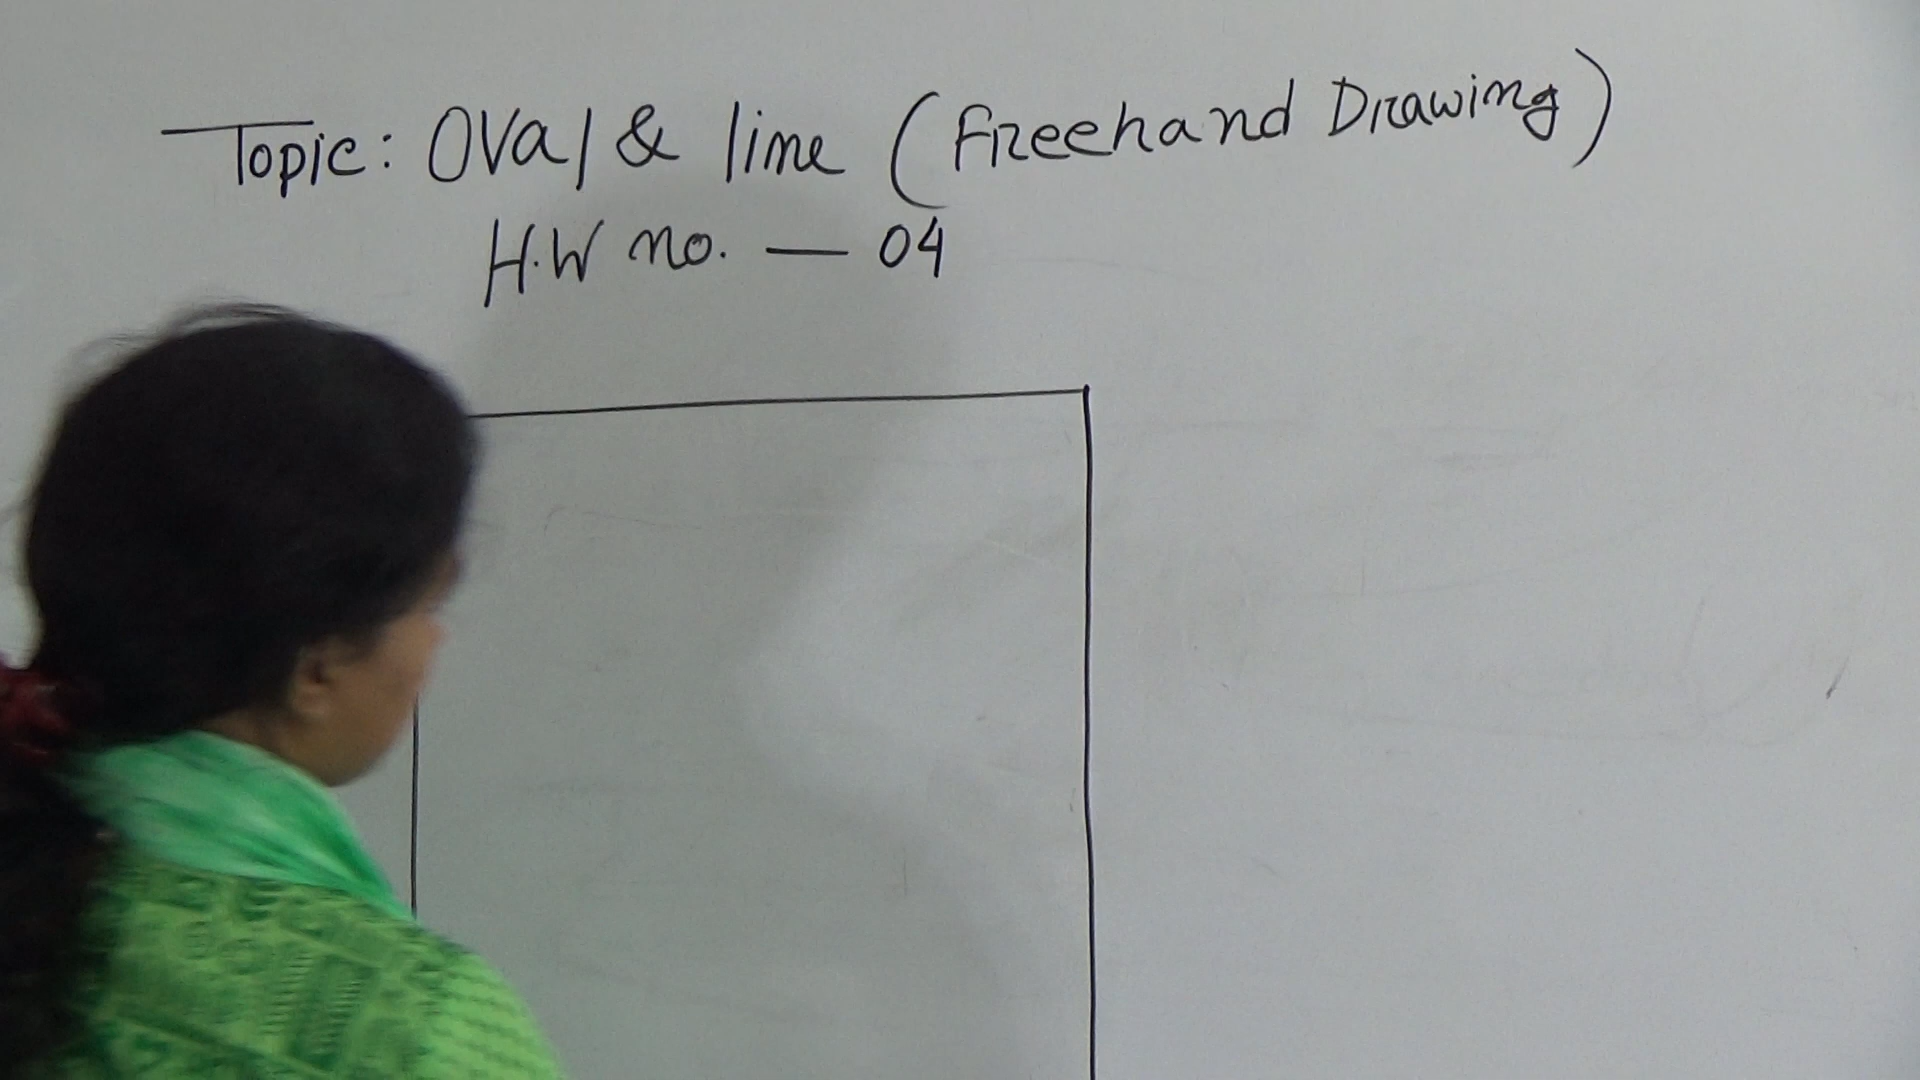 Topic: Oval & line (Freehand Drawing)
H.W no. — 04